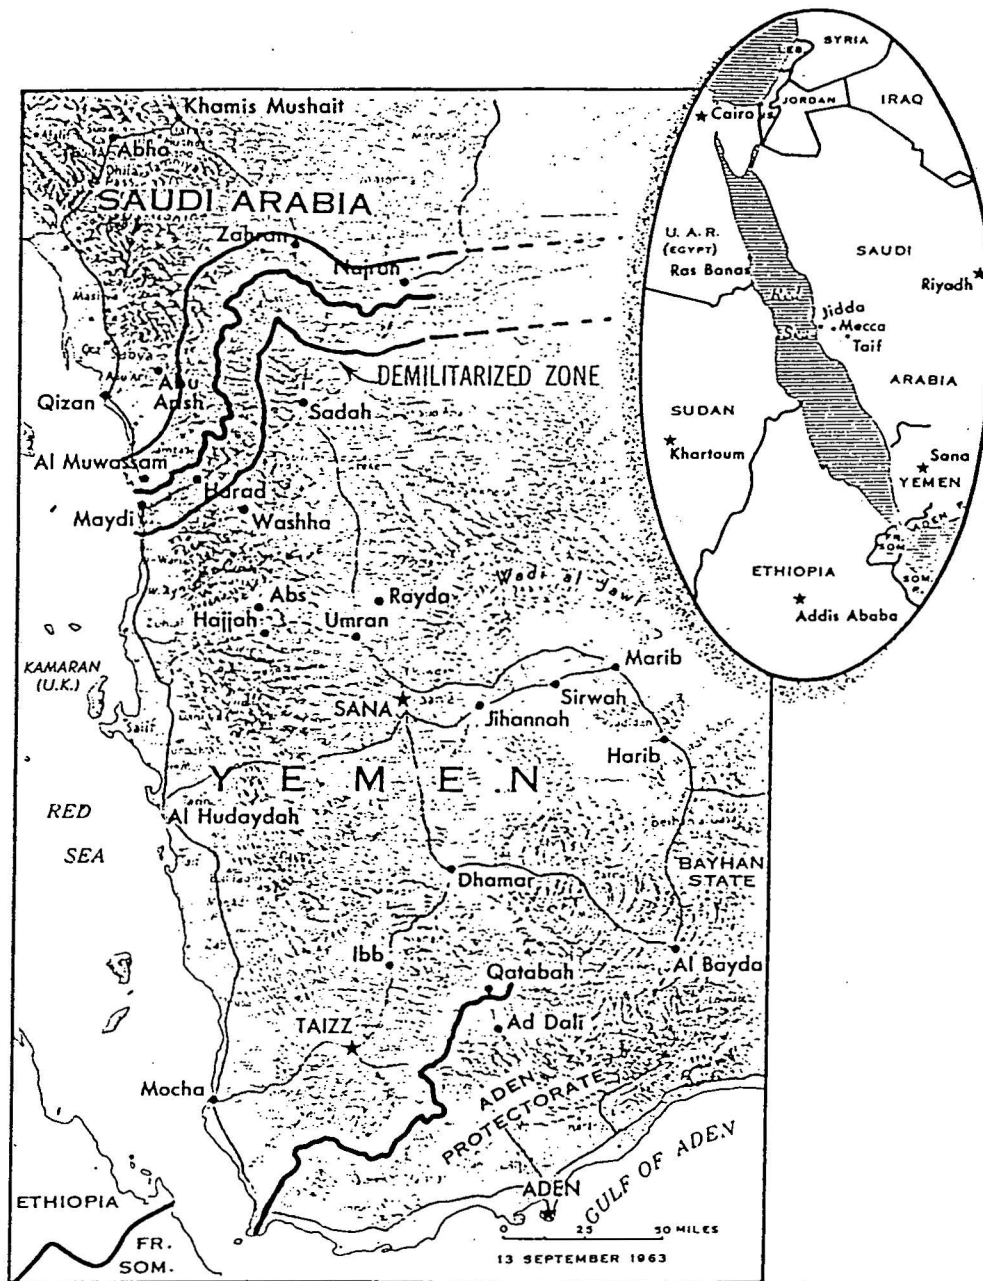 Khamis Mushait
Abha
SAUDI ARABIA
Zahran
Najran
DEMILITARIZED ZONE
Abu
Arish
Qizan
Sadah
Al Muwassam
Harad
Maydi
Washha
Wadi al Jawf
Abs
Rayda
Hajjah
Umran
KAMARAN
(U.K.)
Marib
Sirwah
SANA
Jihannah
Harib
YEMEN
RED
SEA
Al Hudaydah
BAYHAN
STATE
Dhamar
Ibb
Al Bayda
Qatabah
TAIZZ
Ad Dali
Mocha
ADEN
PROTECTORATE
GULF OF ADEN
ADEN
ETHIOPIA
FR.
SOM.
0 25 50 MILES
13 SEPTEMBER 1963
SYRIA
LEB.
JORDAN
IRAQ
Cairo
U.A.R.
(EGYPT)
SAUDI
Ras Banas
Riyadh
Red
Sea
Jidda
Mecca
Taif
ARABIA
SUDAN
Khartoum
Sana
YEMEN
ADEN P.
FR.
SOM.
ETHIOPIA
SOM.
R.
Addis Ababa